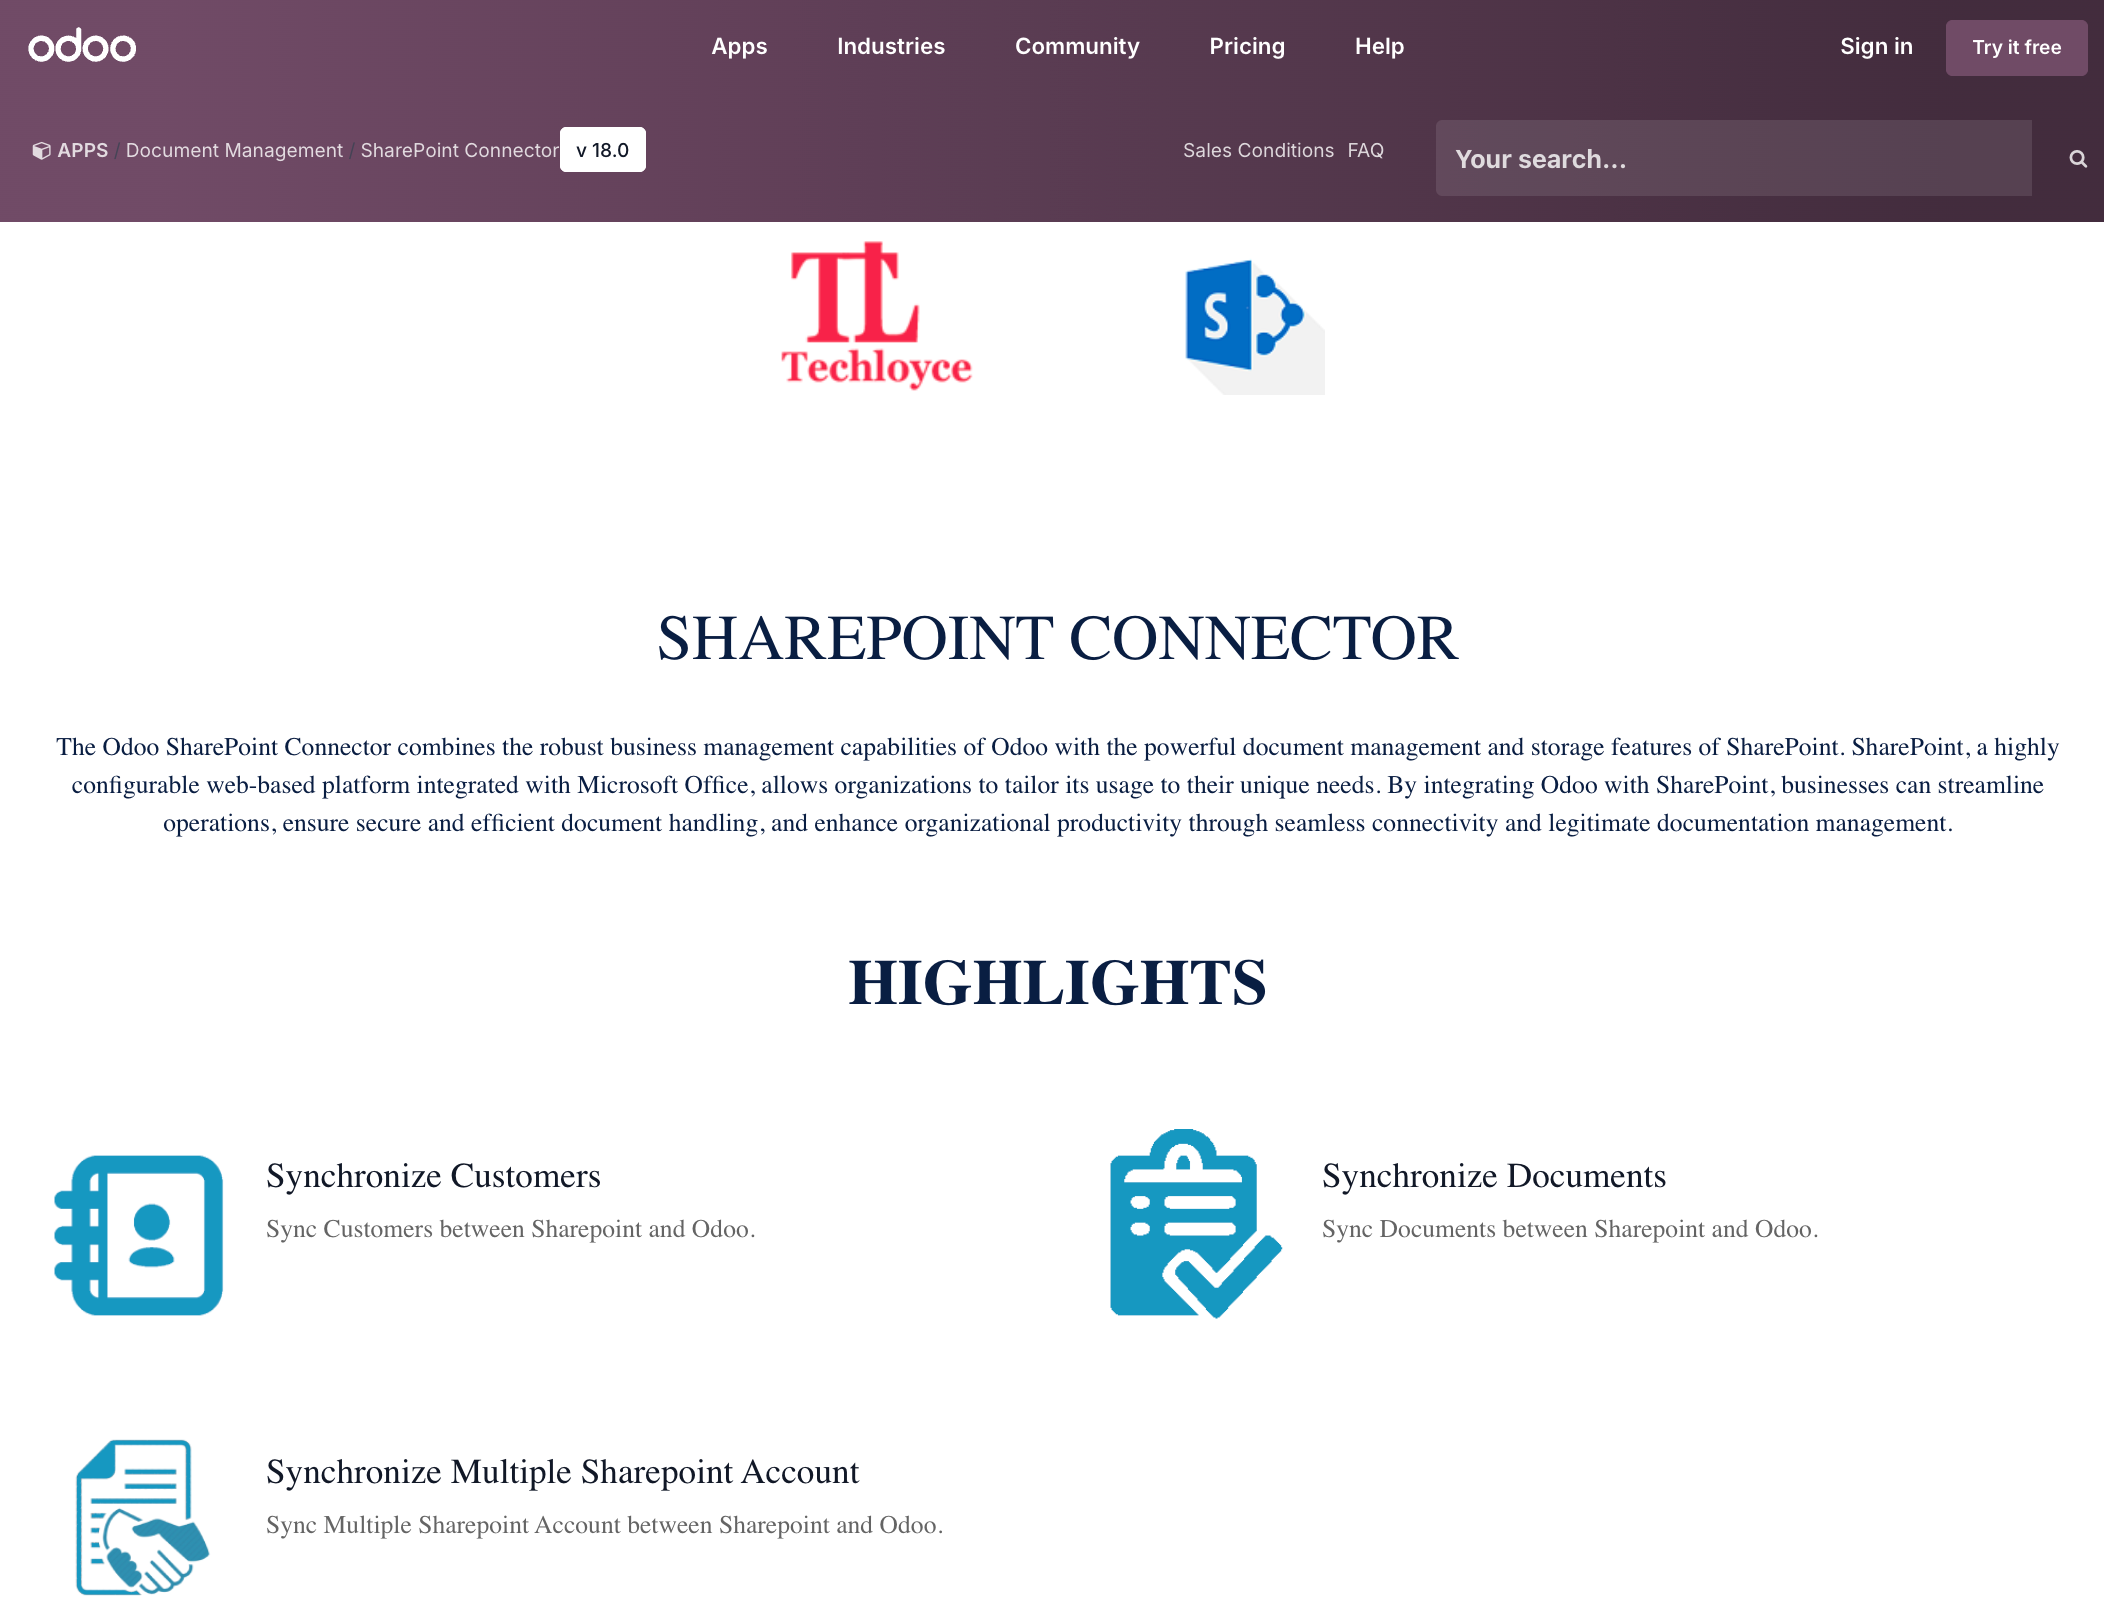 odoo
Apps Industries Community Pricing Help
Sign in Try it free
APPS / Document Management / SharePoint Connector v 18.0
Sales Conditions FAQ Your search...
TL
Techloyce
S
SHAREPOINT CONNECTOR
The Odoo SharePoint Connector combines the robust business management capabilities of Odoo with the powerful document management and storage features of SharePoint. SharePoint, a highly
configurable web-based platform integrated with Microsoft Office, allows organizations to tailor its usage to their unique needs. By integrating Odoo with SharePoint, businesses can streamline
operations, ensure secure and efficient document handling, and enhance organizational productivity through seamless connectivity and legitimate documentation management.
HIGHLIGHTS
Synchronize Customers
Sync Customers between Sharepoint and Odoo.
Synchronize Documents
Sync Documents between Sharepoint and Odoo.
Synchronize Multiple Sharepoint Account
Sync Multiple Sharepoint Account between Sharepoint and Odoo.